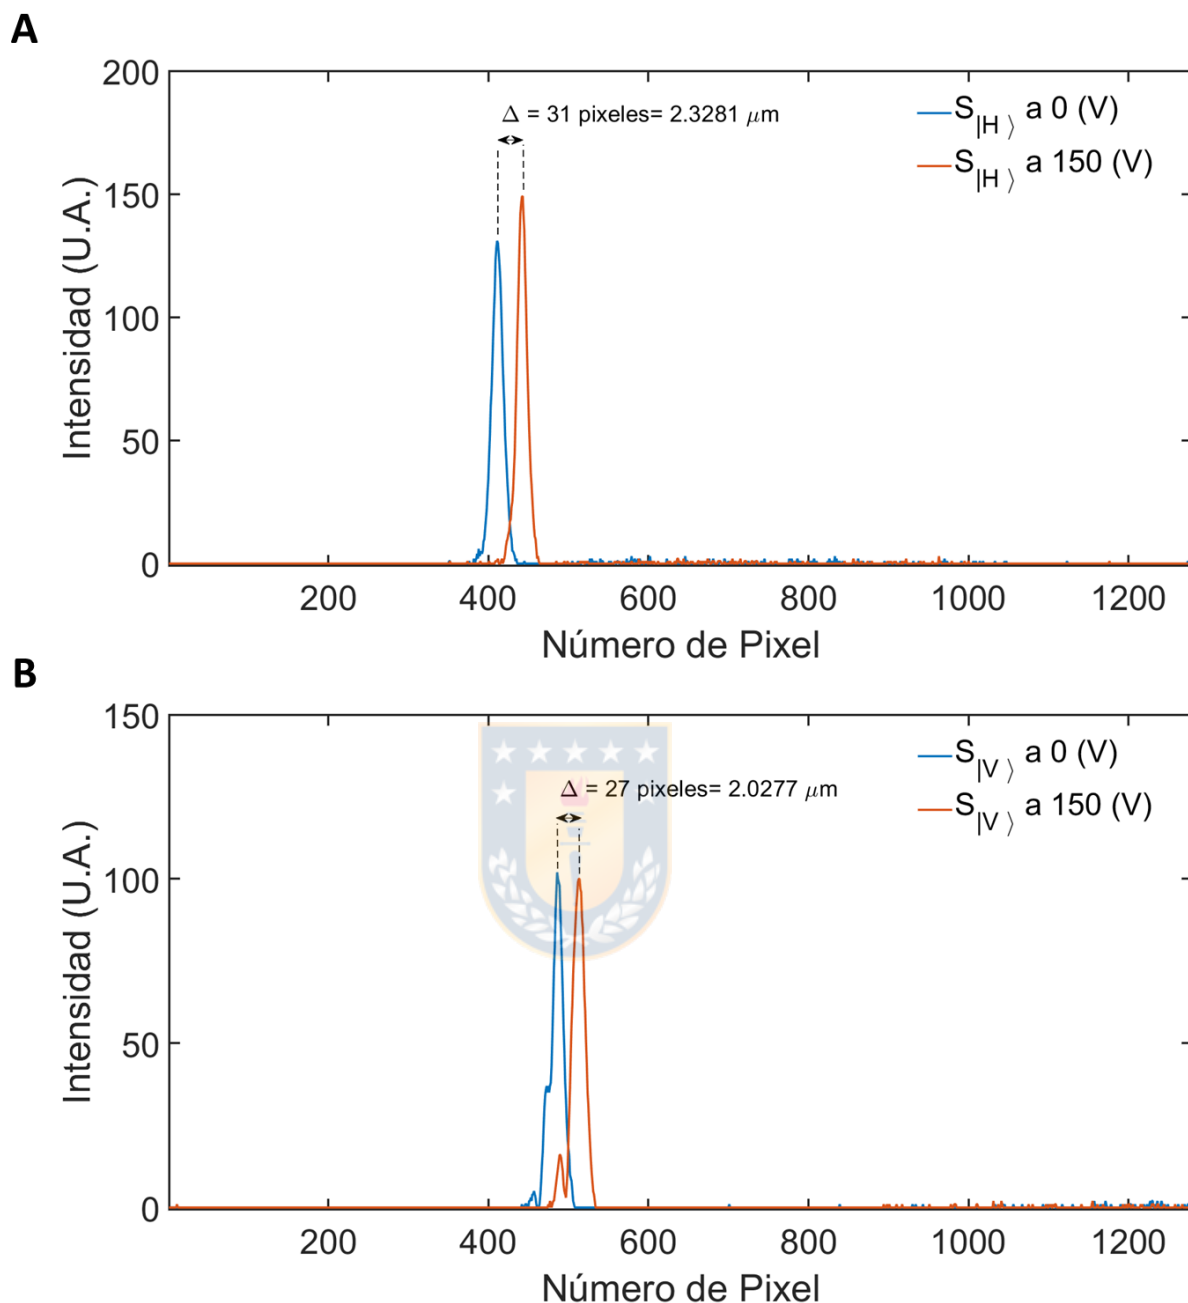 A
200
150
100
50
0
Intensidad (U.A.)
Δ = 31 pixeles= 2.3281 μm
S|H⟩ a 0 (V)
S|H⟩ a 150 (V)
200 400 600 800 1000 1200
Número de Pixel
B
150
100
50
0
Intensidad (U.A.)
Δ = 27 pixeles= 2.0277 μm
S|V⟩ a 0 (V)
S|V⟩ a 150 (V)
200 400 600 800 1000 1200
Número de Pixel